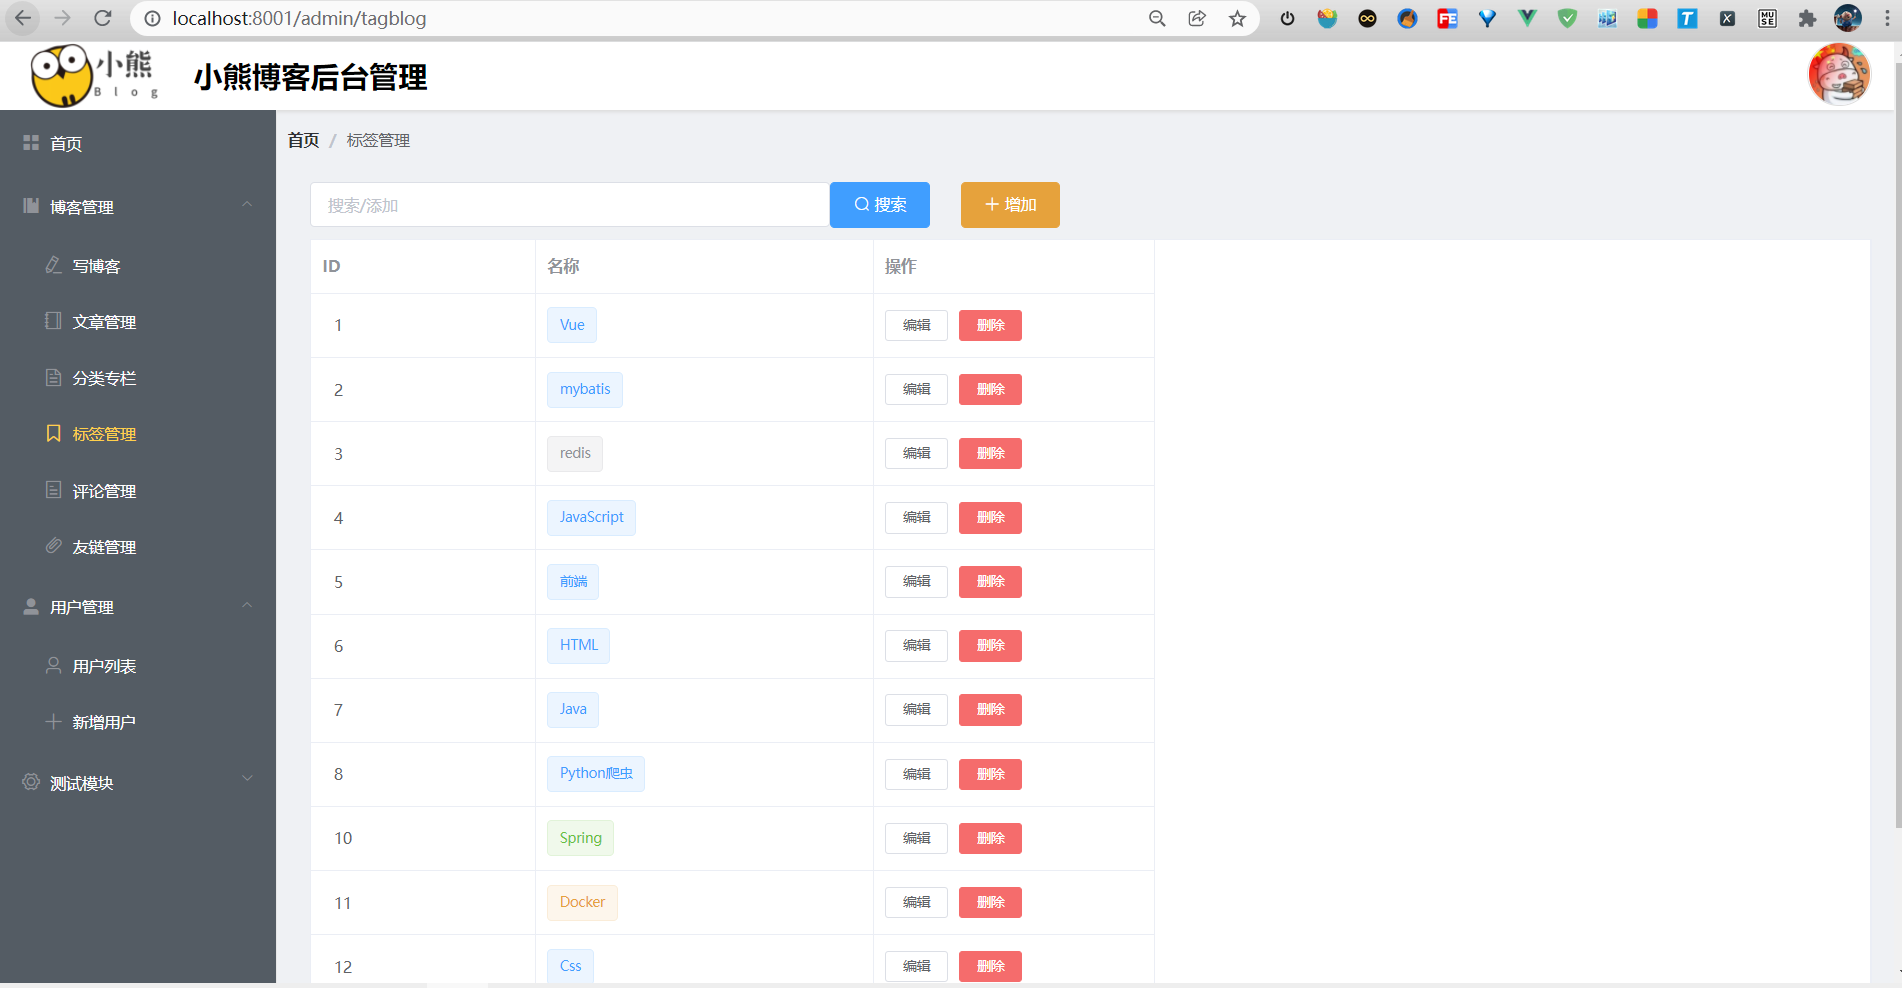 localhost:8001/admin/tagblog
小熊
Blog
小熊博客后台管理
首页
博客管理
写博客
文章管理
分类专栏
标签管理
评论管理
友链管理
用户管理
用户列表
新增用户
测试模块
首页 / 标签管理
搜索/添加 搜索 增加
ID 名称 操作
1 Vue 编辑 删除
2 mybatis 编辑 删除
3 redis 编辑 删除
4 JavaScript 编辑 删除
5 前端 编辑 删除
6 HTML 编辑 删除
7 Java 编辑 删除
8 Python爬虫 编辑 删除
10 Spring 编辑 删除
11 Docker 编辑 删除
12 Css 编辑 删除
FE
T
X
MUSE